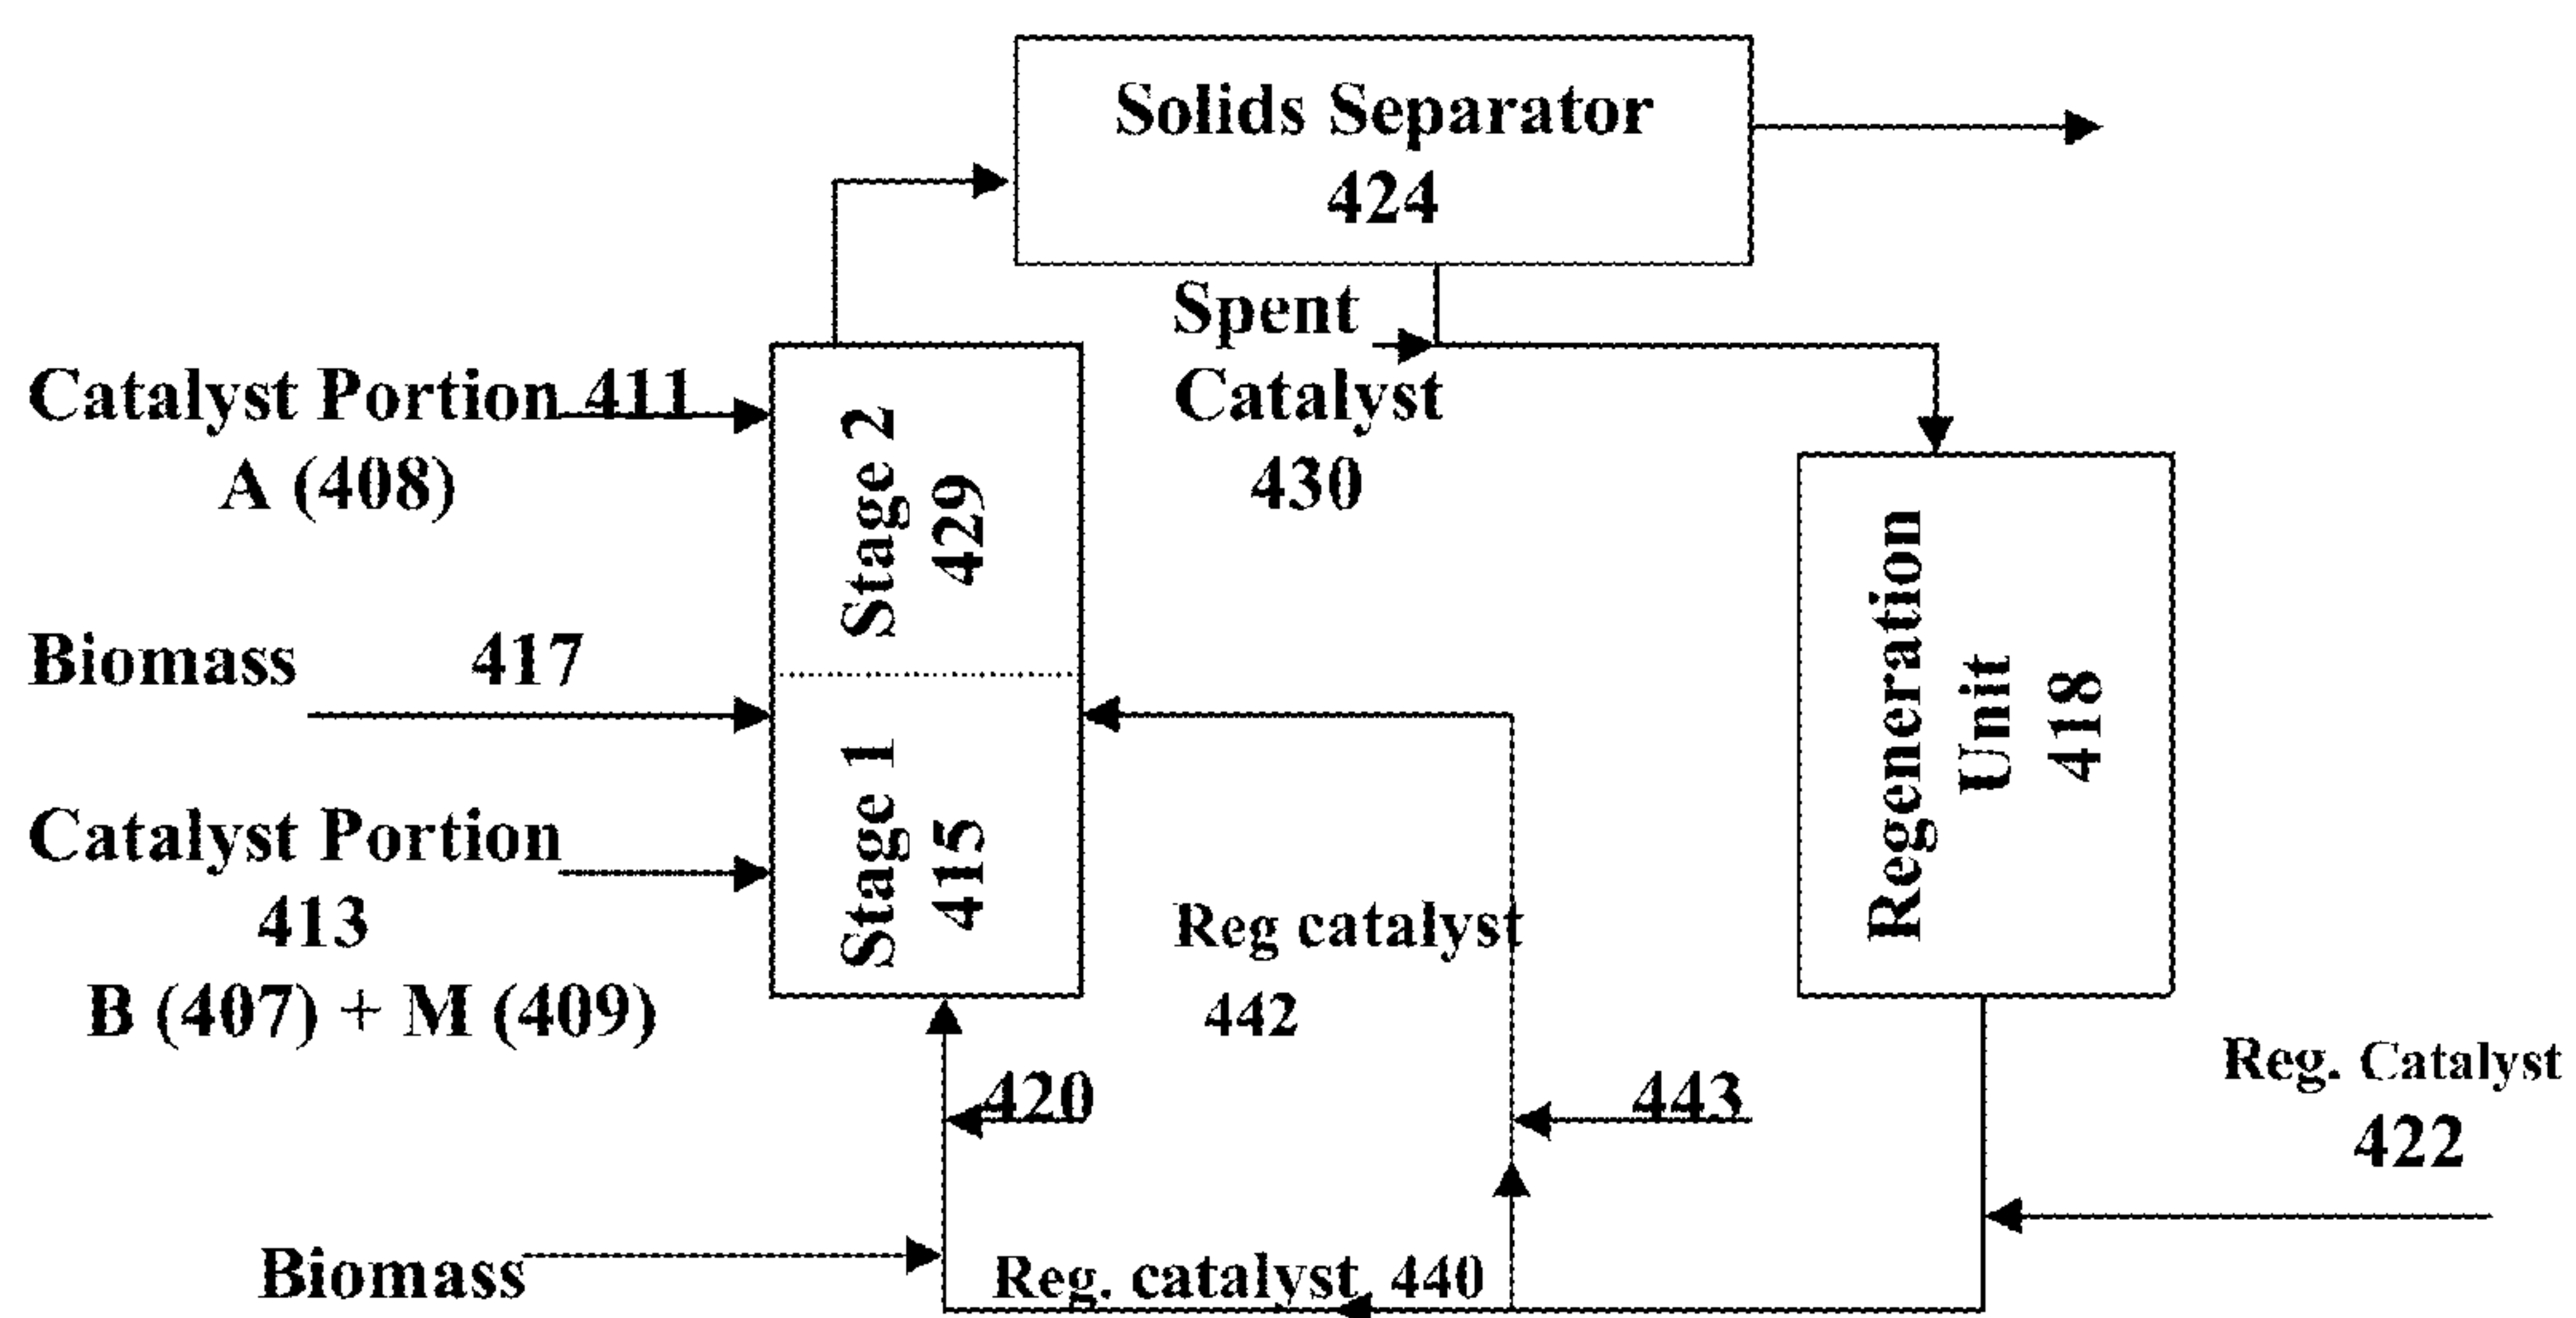 Solids Separator
424
Spent
Catalyst
430
Catalyst Portion 411
A (408)
Stage 2
429
Biomass 417
Stage 1
415
Catalyst Portion
413
B (407) + M (409)
Regeneration
Unit
418
Reg catalyst
442
Reg. Catalyst
422
420
443
Biomass
Reg. catalyst 440